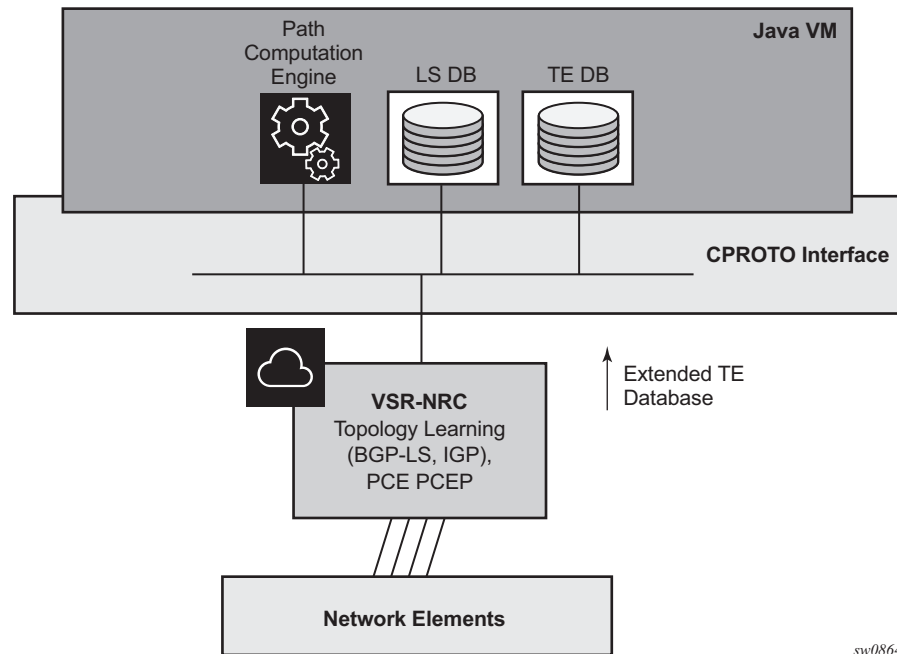 Java VM
Path
Computation
Engine
LS DB
TE DB
CPROTO Interface
VSR-NRC
Topology Learning
(BGP-LS, IGP),
PCE PCEP
Extended TE
Database
Network Elements
sw0864